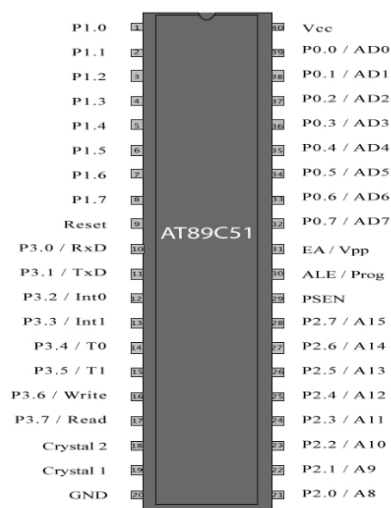 P1.0 1 40 Vcc
P1.1 2 39 P0.0 / AD0
P1.2 3 38 P0.1 / AD1
P1.3 4 37 P0.2 / AD2
P1.4 5 36 P0.3 / AD3
P1.5 6 35 P0.4 / AD4
P1.6 7 34 P0.5 / AD5
P1.7 8 33 P0.6 / AD6
Reset 9 32 P0.7 / AD7
AT89C51
P3.0 / RxD 10 31 EA / Vpp
P3.1 / TxD 11 30 ALE / Prog
P3.2 / Int0 12 29 PSEN
P3.3 / Int1 13 28 P2.7 / A15
P3.4 / T0 14 27 P2.6 / A14
P3.5 / T1 15 26 P2.5 / A13
P3.6 / Write 16 25 P2.4 / A12
P3.7 / Read 17 24 P2.3 / A11
Crystal 2 18 23 P2.2 / A10
Crystal 1 19 22 P2.1 / A9
GND 20 21 P2.0 / A8